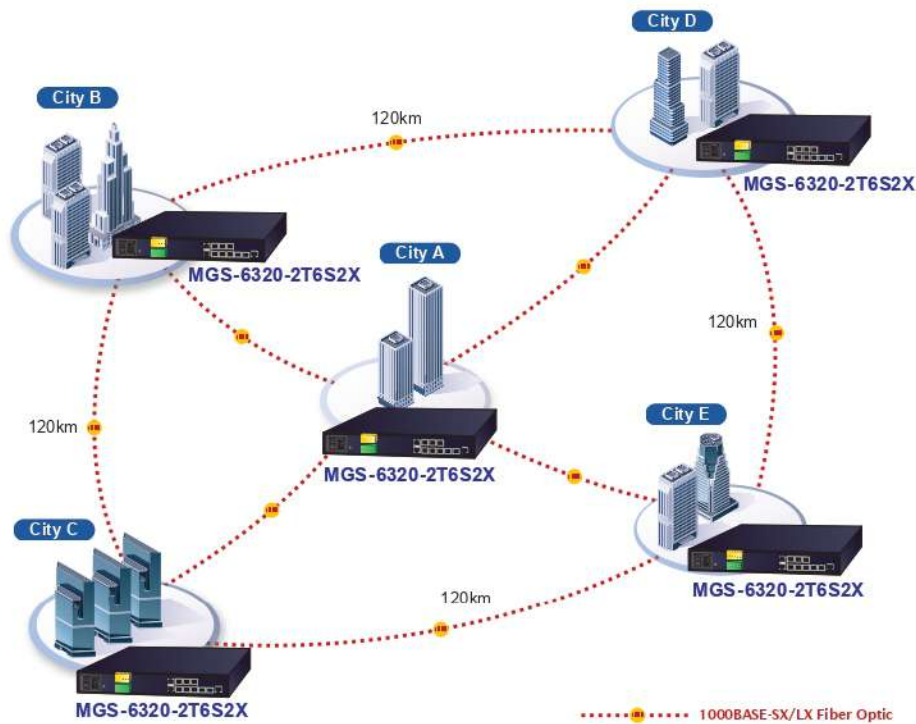 City D
City B
120km
MGS-6320-2T6S2X
City A
MGS-6320-2T6S2X
120km
City E
120km
MGS-6320-2T6S2X
City C
MGS-6320-2T6S2X
120km
MGS-6320-2T6S2X
1000BASE-SX/LX Fiber Optic